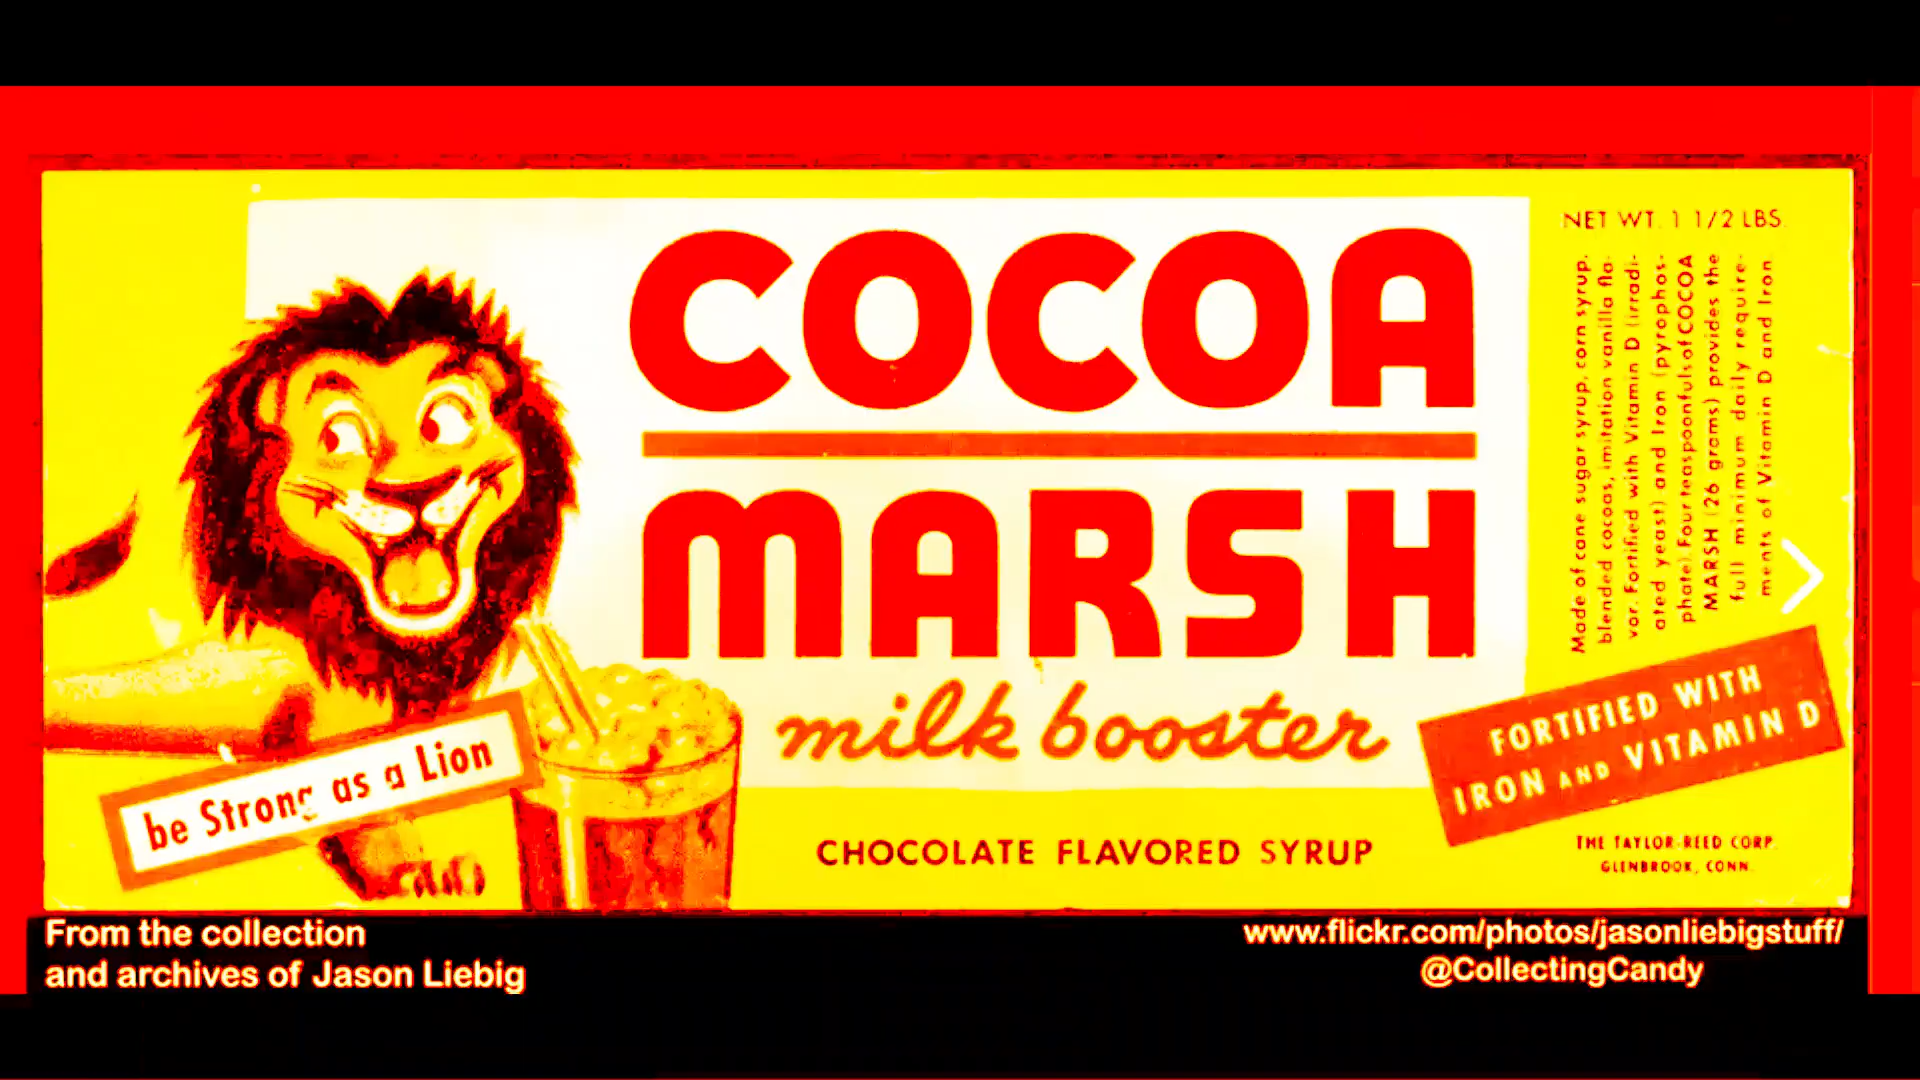 COCOA
MARSH
milk booster
CHOCOLATE FLAVORED SYRUP
be Strong as a Lion
NET WT. 1 1/2 LBS.
Made of cane sugar syrup, corn syrup,
blended cocoas, imitation vanilla fla-
vor. Fortified with Vitamin D (irradi-
ated yeast) and Iron (pyrophos-
phate). Four teaspoonfuls of COCOA
MARSH (26 grams) provides the
full minimum daily require-
ments of Vitamin D and Iron
FORTIFIED WITH
IRON AND VITAMIN D
THE TAYLOR-REED CORP.
GLENBROOK, CONN.
From the collection
and archives of Jason Liebig
www.flickr.com/photos/jasonliebigstuff/
@CollectingCandy